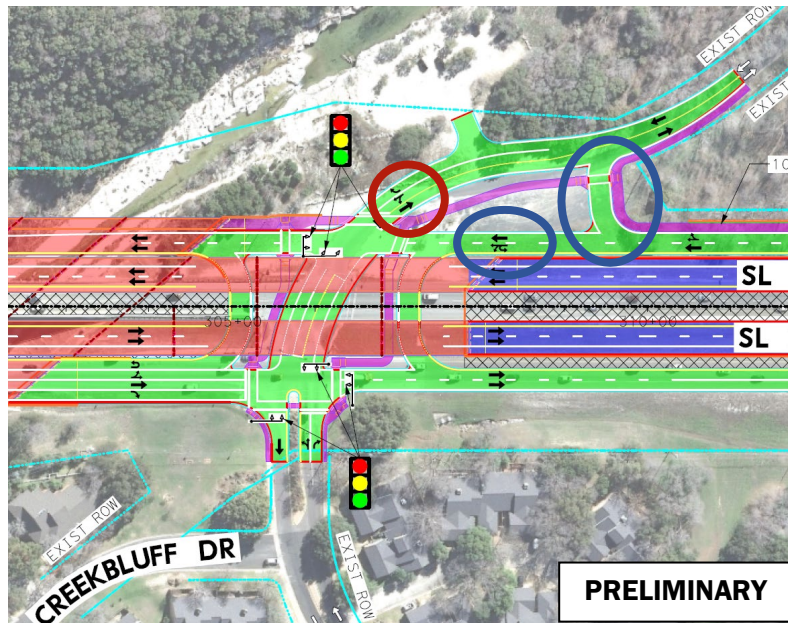 EXIST ROW
EXIST
10
SL
305+00
310+00
SL
EXIST ROW
CREEKBLUFF DR
EXIST ROW
PRELIMINARY